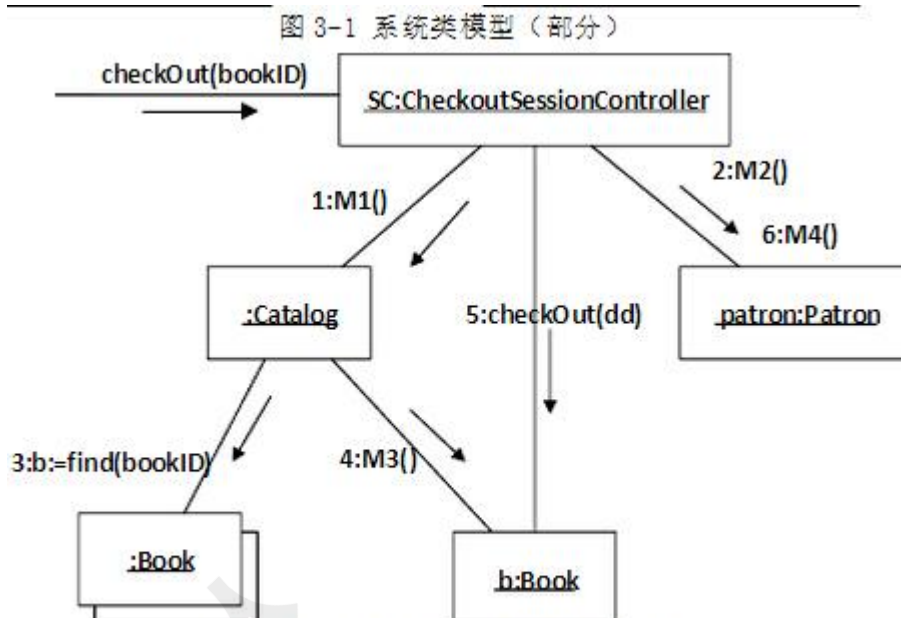 图 3-1 系统类模型（部分）
checkOut(bookID)
SC:CheckoutSessionController
1:M1()
2:M2()
6:M4()
:Catalog
5:checkOut(dd)
patron:Patron
3:b:=find(bookID)
4:M3()
:Book
b:Book